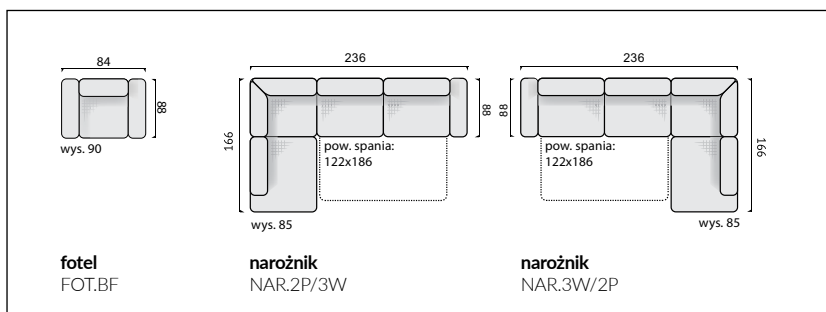 84
88
wys. 90
fotel
FOT.BF
236
166
88
pow. spania:
122x186
wys. 85
narożnik
NAR.2P/3W
236
88
166
pow. spania:
122x186
wys. 85
narożnik
NAR.3W/2P